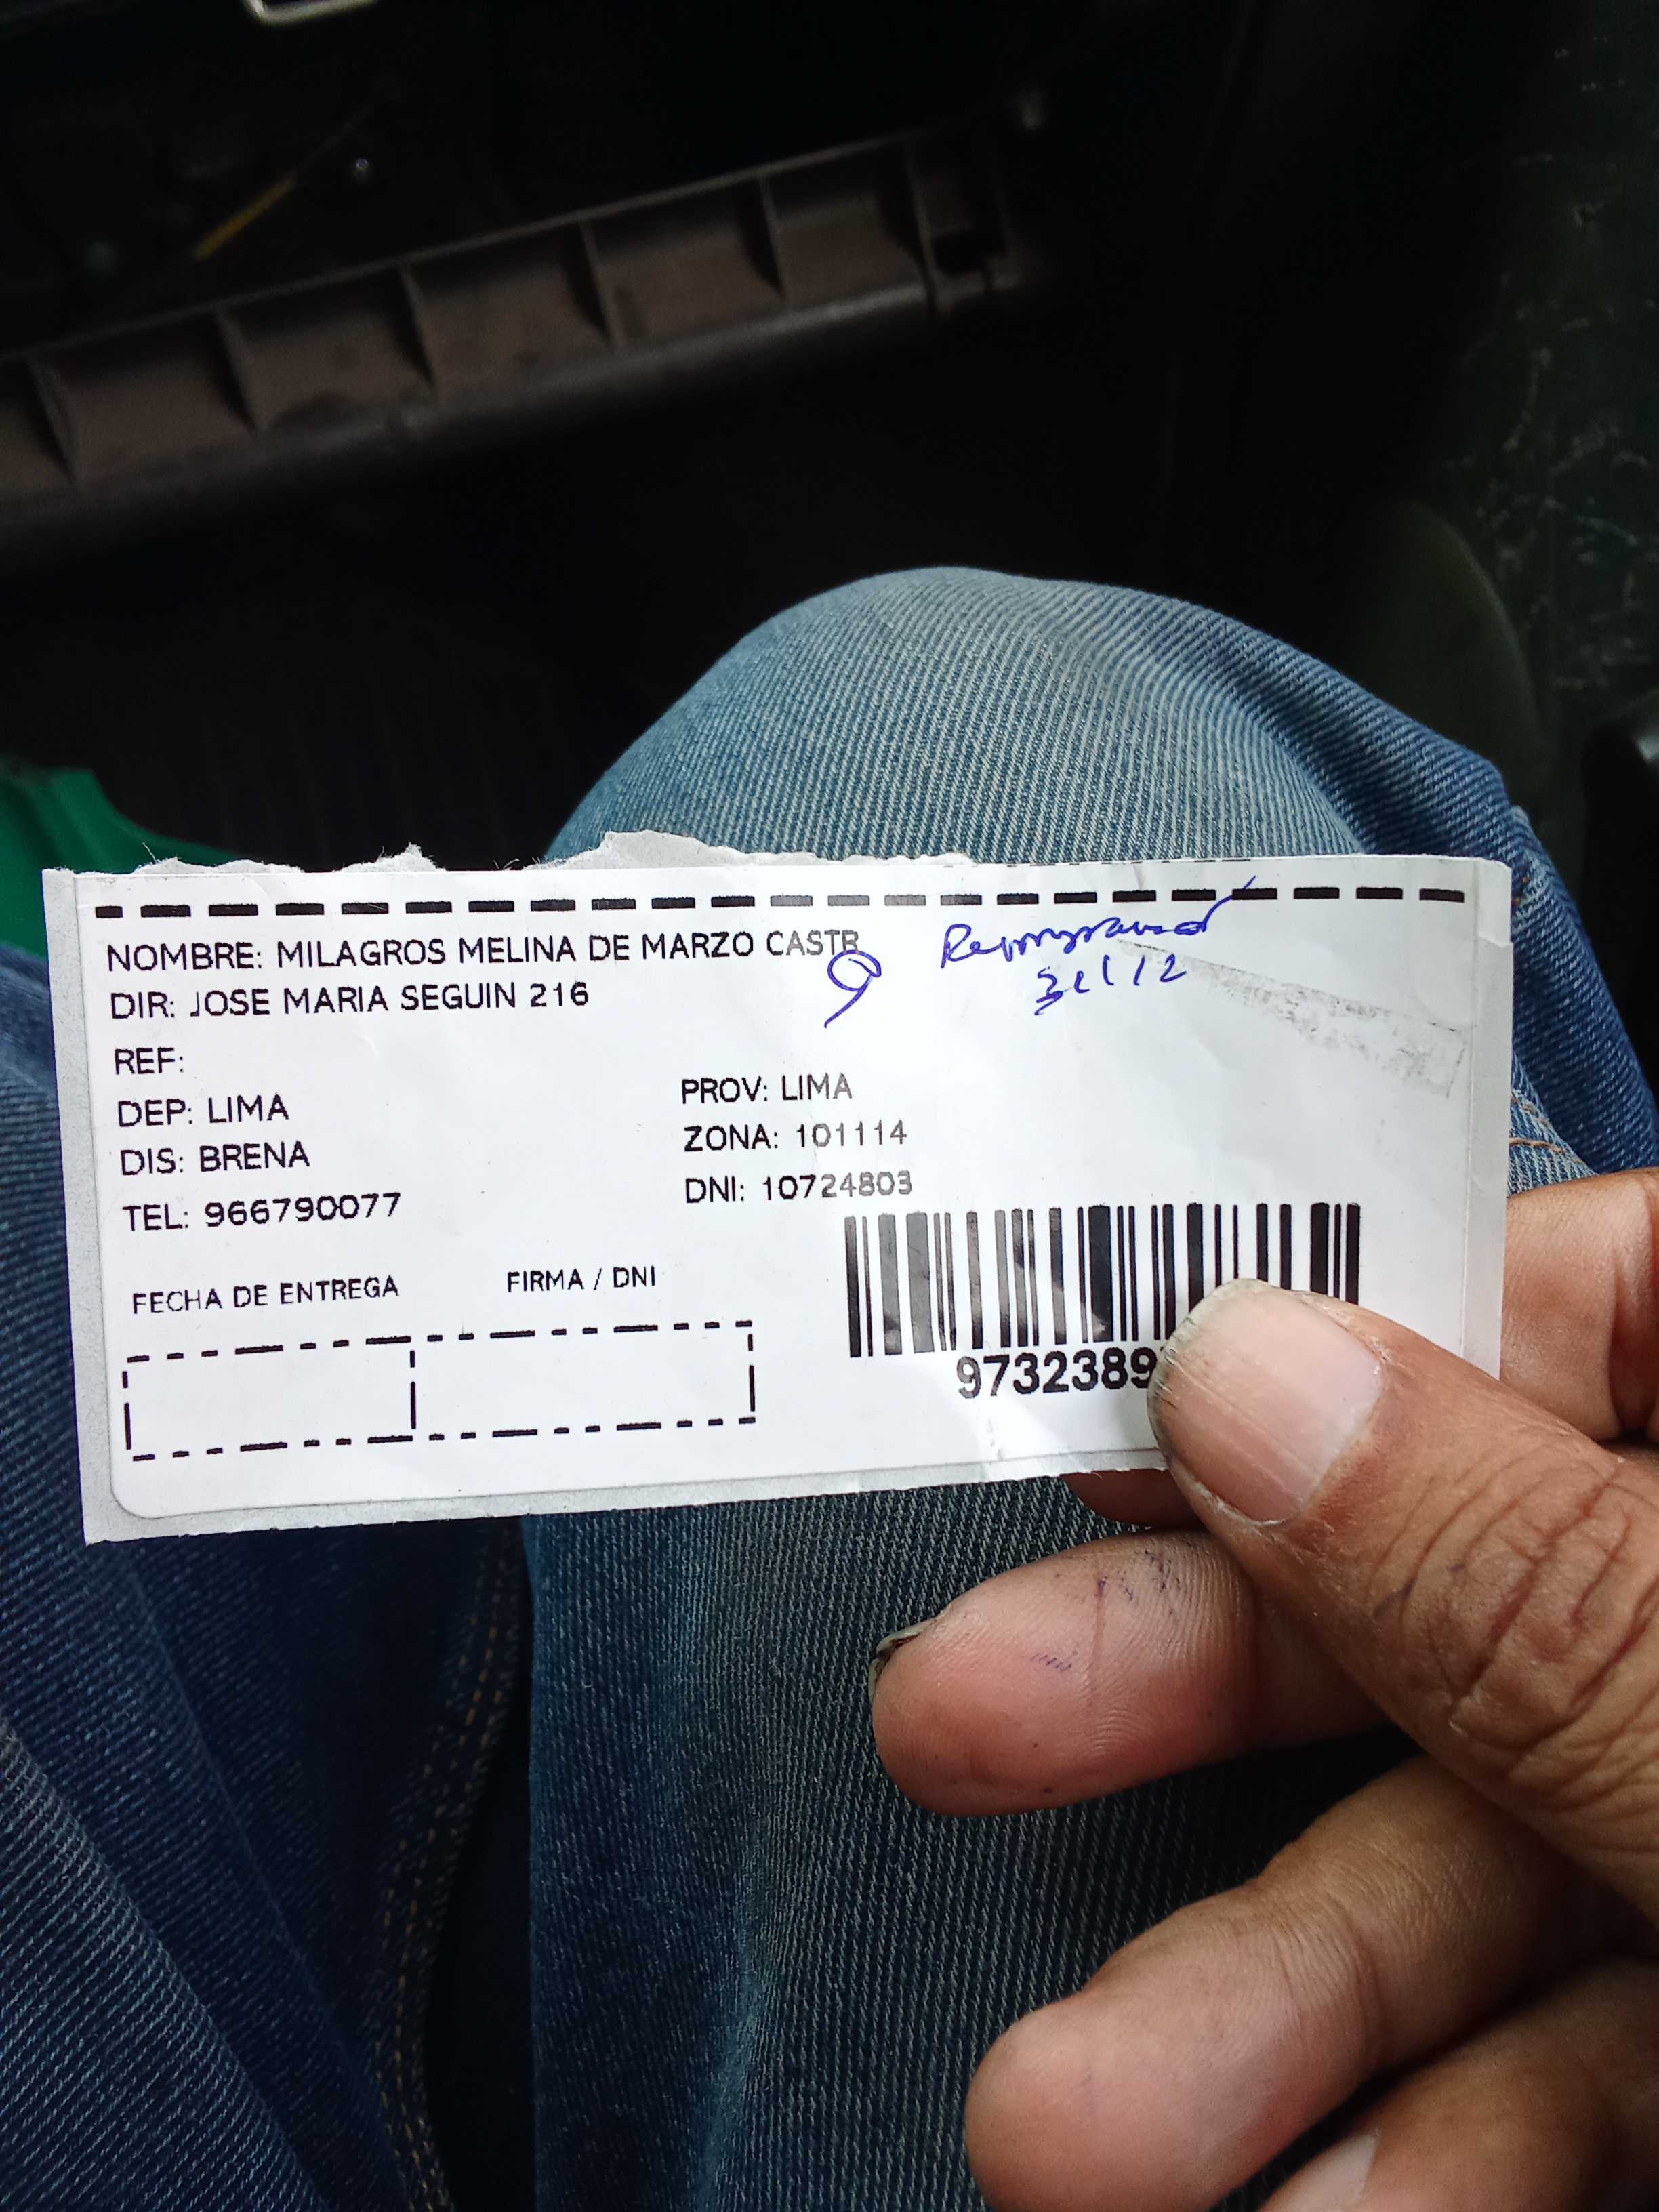 NOMBRE: MILAGROS MELINA DE MARZO CASTR
Reprogramado
31/12
9
DIR: JOSE MARIA SEGUIN 216
REF:
DEP: LIMA
PROV: LIMA
DIS: BRENA
ZONA: 101114
TEL: 966790077
DNI: 10724803
FECHA DE ENTREGA
FIRMA / DNI
9732389